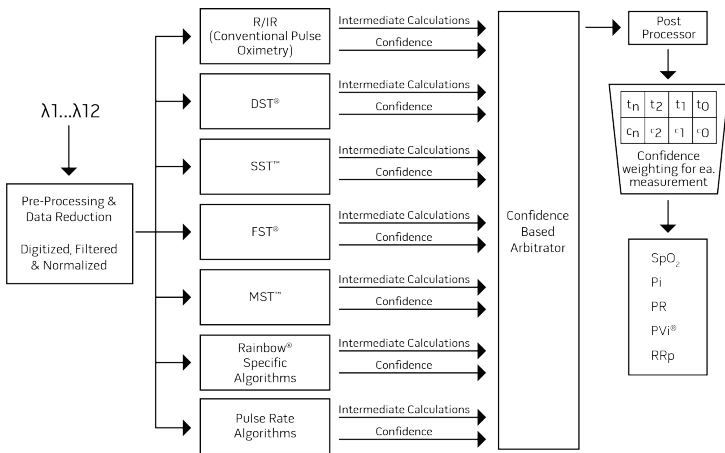 λ1...λ12
Pre-Processing &
Data Reduction
Digitized, Filtered
& Normalized
R/IR
(Conventional Pulse
Oximetry)
Intermediate Calculations
Confidence
DST®
Intermediate Calculations
Confidence
SST™
Intermediate Calculations
Confidence
FST®
Intermediate Calculations
Confidence
MST™
Intermediate Calculations
Confidence
Rainbow®
Specific
Algorithms
Intermediate Calculations
Confidence
Pulse Rate
Algorithms
Intermediate Calculations
Confidence
Confidence
Based
Arbitrator
Post
Processor
tn t2 t1 t0
cn c2 c1 c0
Confidence
weighting for ea.
measurement
SpO₂
Pi
PR
PVi®
RRp